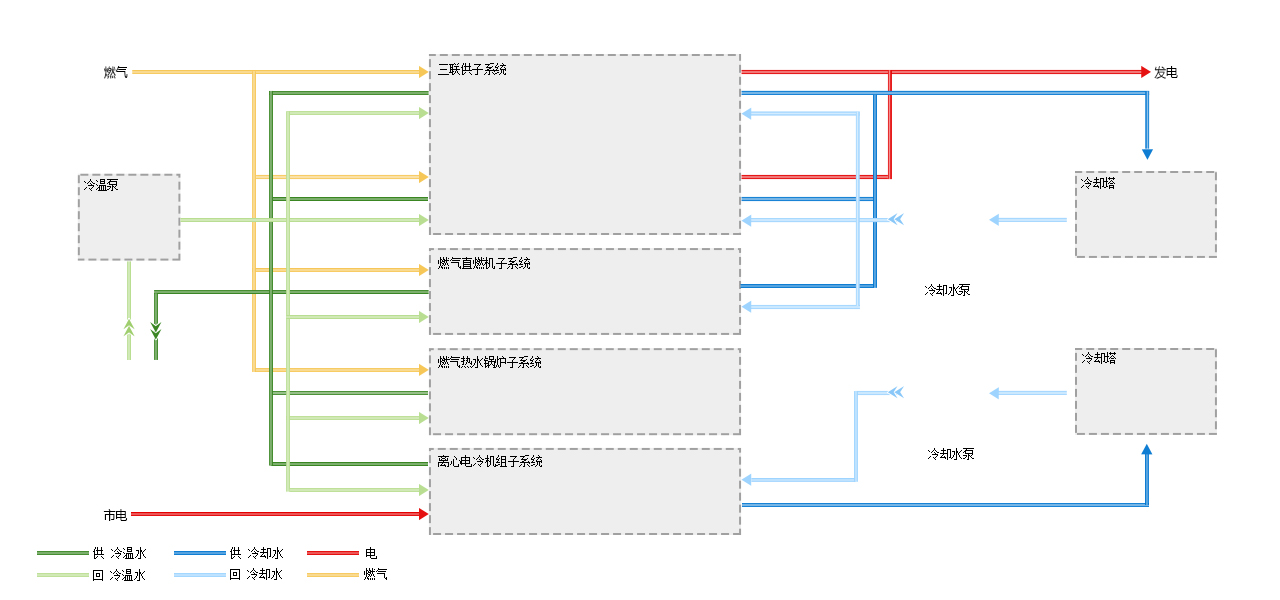 燃气
三联供子系统
发电
冷温泵
冷却塔
燃气直燃机子系统
冷却水泵
燃气热水锅炉子系统
冷却塔
离心电冷机组子系统
冷却水泵
市电
供 冷温水
供 冷却水
电
回 冷温水
回 冷却水
燃气